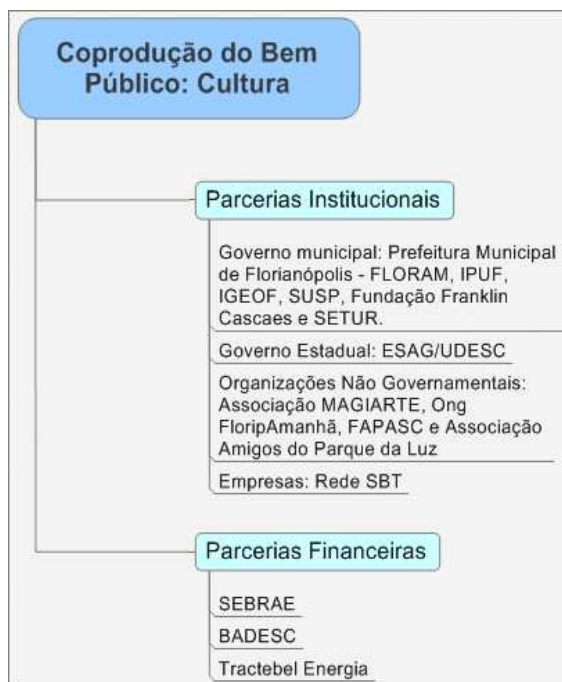 Coprodução do Bem
Público: Cultura
Parcerias Institucionais
Governo municipal: Prefeitura Municipal
de Florianópolis - FLORAM, IPUF,
IGEOF, SUSP, Fundação Franklin
Cascaes e SETUR.
Governo Estadual: ESAG/UDESC
Organizações Não Governamentais:
Associação MAGIARTE, Ong
FloripAmanhã, FAPASC e Associação
Amigos do Parque da Luz
Empresas: Rede SBT
Parcerias Financeiras
SEBRAE
BADESC
Tractebel Energia